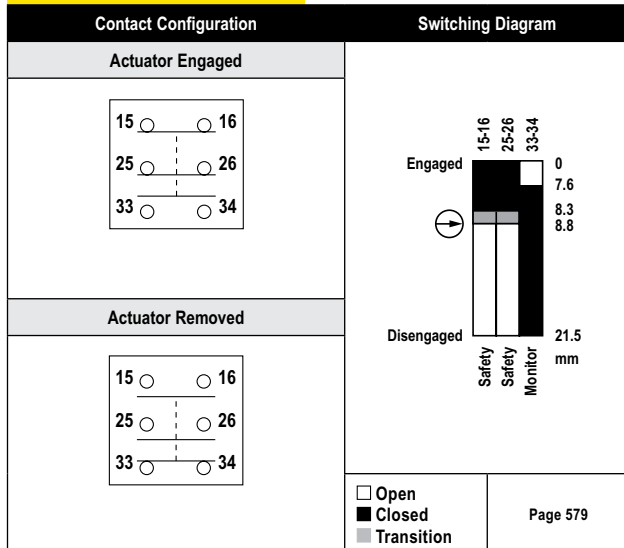 Contact Configuration
Switching Diagram
Actuator Engaged
15 16
25 26
33 34
Actuator Removed
15 16
25 26
33 34
15-16
25-26
33-34
Engaged
0
7.6
8.3
8.8
Disengaged
21.5
mm
Safety
Safety
Monitor
Open
Closed
Transition
Page 579